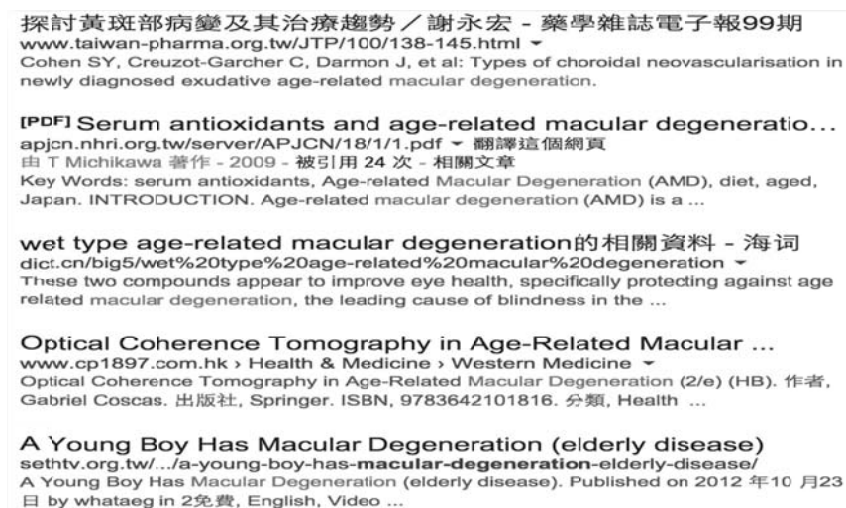 探討黃斑部病變及其治療趨勢／謝永宏 - 藥學雜誌電子報99期
www.taiwan-pharma.org.tw/JTP/100/138-145.html
Cohen SY, Creuzot-Garcher C, Darmon J, et al: Types of choroidal neovascularisation in
newly diagnosed exudative age-related macular degeneration.
[PDF] Serum antioxidants and age-related macular degeneratio...
apjcn.nhri.org.tw/server/APJCN/18/1/1.pdf 翻譯這個網頁
由 T Michikawa 著作 - 2009 - 被引用 24 次 - 相關文章
Key Words: serum antioxidants, Age-related Macular Degeneration (AMD), diet, aged,
Japan. INTRODUCTION. Age-related macular degeneration (AMD) is a ...
wet type age-related macular degeneration的相關資料 - 海词
dict.cn/big5/wet%20type%20age-related%20macular%20degeneration
These two compounds appear to improve eye health, specifically protecting against age
related macular degeneration, the leading cause of blindness in the ...
Optical Coherence Tomography in Age-Related Macular ...
www.cp1897.com.hk › Health & Medicine › Western Medicine
Optical Coherence Tomography in Age-Related Macular Degeneration (2/e) (HB). 作者,
Gabriel Coscas. 出版社, Springer. ISBN, 9783642101816. 分類, Health ...
A Young Boy Has Macular Degeneration (elderly disease)
sethtv.org.tw/.../a-young-boy-has-macular-degeneration-elderly-disease/
A Young Boy Has Macular Degeneration (elderly disease). Published on 2012 年10 月23
日 by whataeg in 2免費, English, Video ...